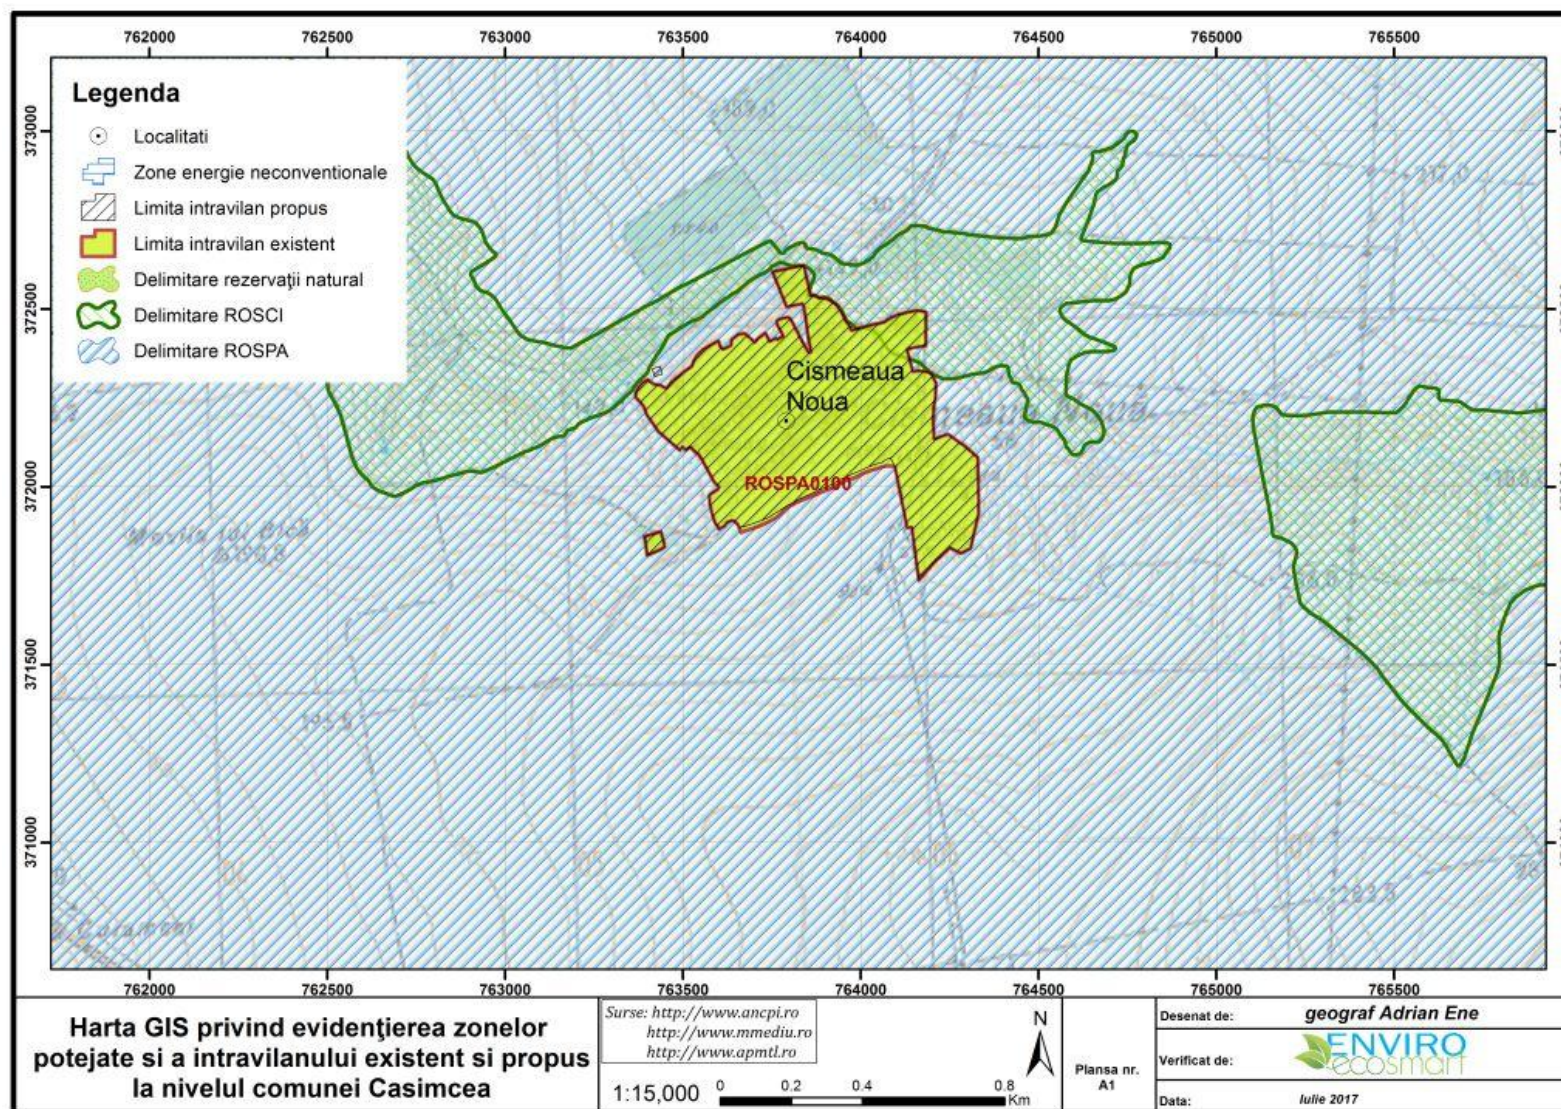 762000 762500 763000 763500 764000 764500 765000 765500
373000
372500
372000
371500
371000
Legenda
Localitati
Zone energie neconventionale
Limita intravilan propus
Limita intravilan existent
Delimitare rezervații natural
Delimitare ROSCI
Delimitare ROSPA
Cismeaua
Noua
ROSPA0100
762000 762500 763000 763500 764000 764500 765000 765500
Harta GIS privind evidenţierea zonelor
potejate si a intravilanului existent si propus
la nivelul comunei Casimcea
Surse: http://www.ancpi.ro
http://www.mmediu.ro
http://www.apmtl.ro
1:15,000
0 0.2 0.4 0.8
Km
N
Plansa nr.
A1
Desenat de: geograf Adrian Ene
Verificat de: ENVIRO
ecosmart
Data: Iulie 2017